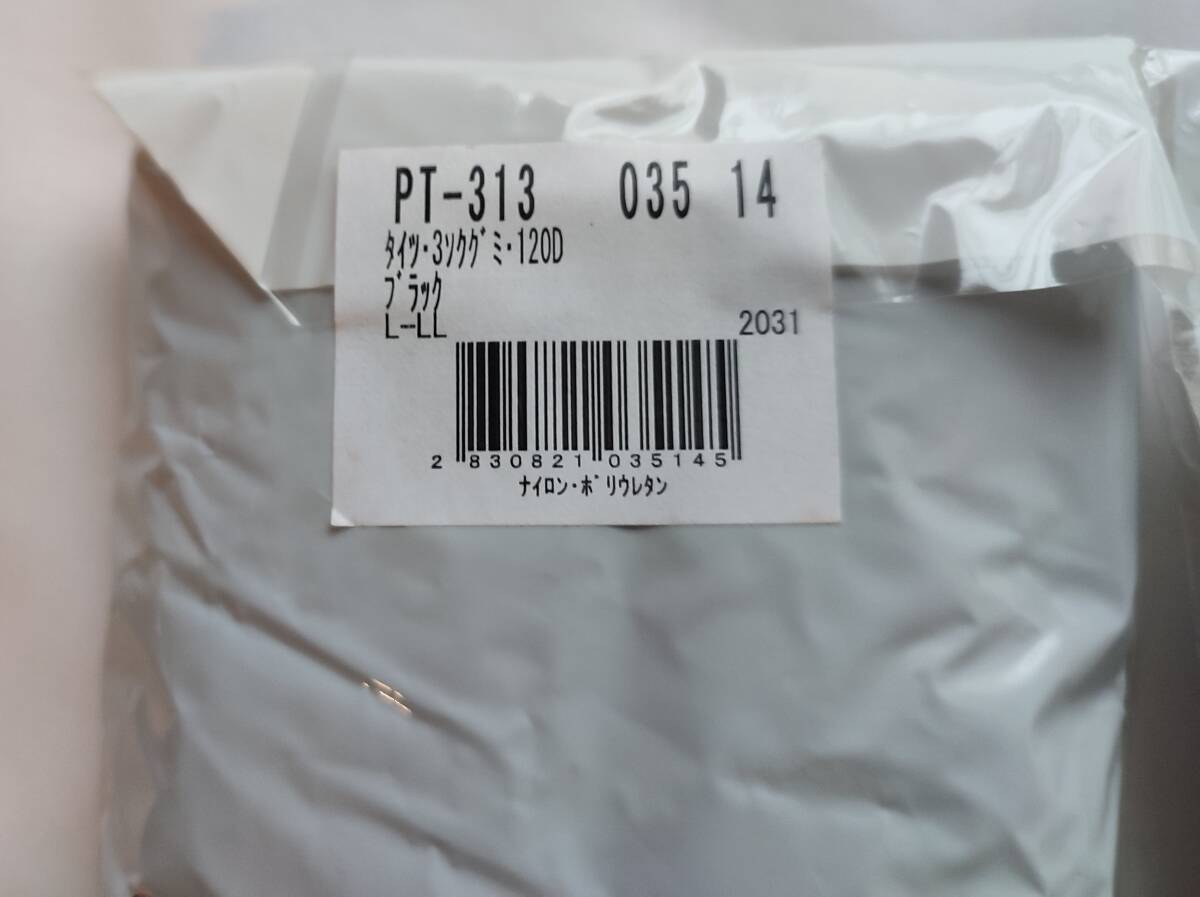 PT-313 035 14
ﾀｲﾂ･3ｿｸｸﾞﾐ･120D
ﾌﾞﾗｯｸ
L--LL 2031
2 830821 035145
ﾅｲﾛﾝ･ﾎﾟﾘｳﾚﾀﾝ